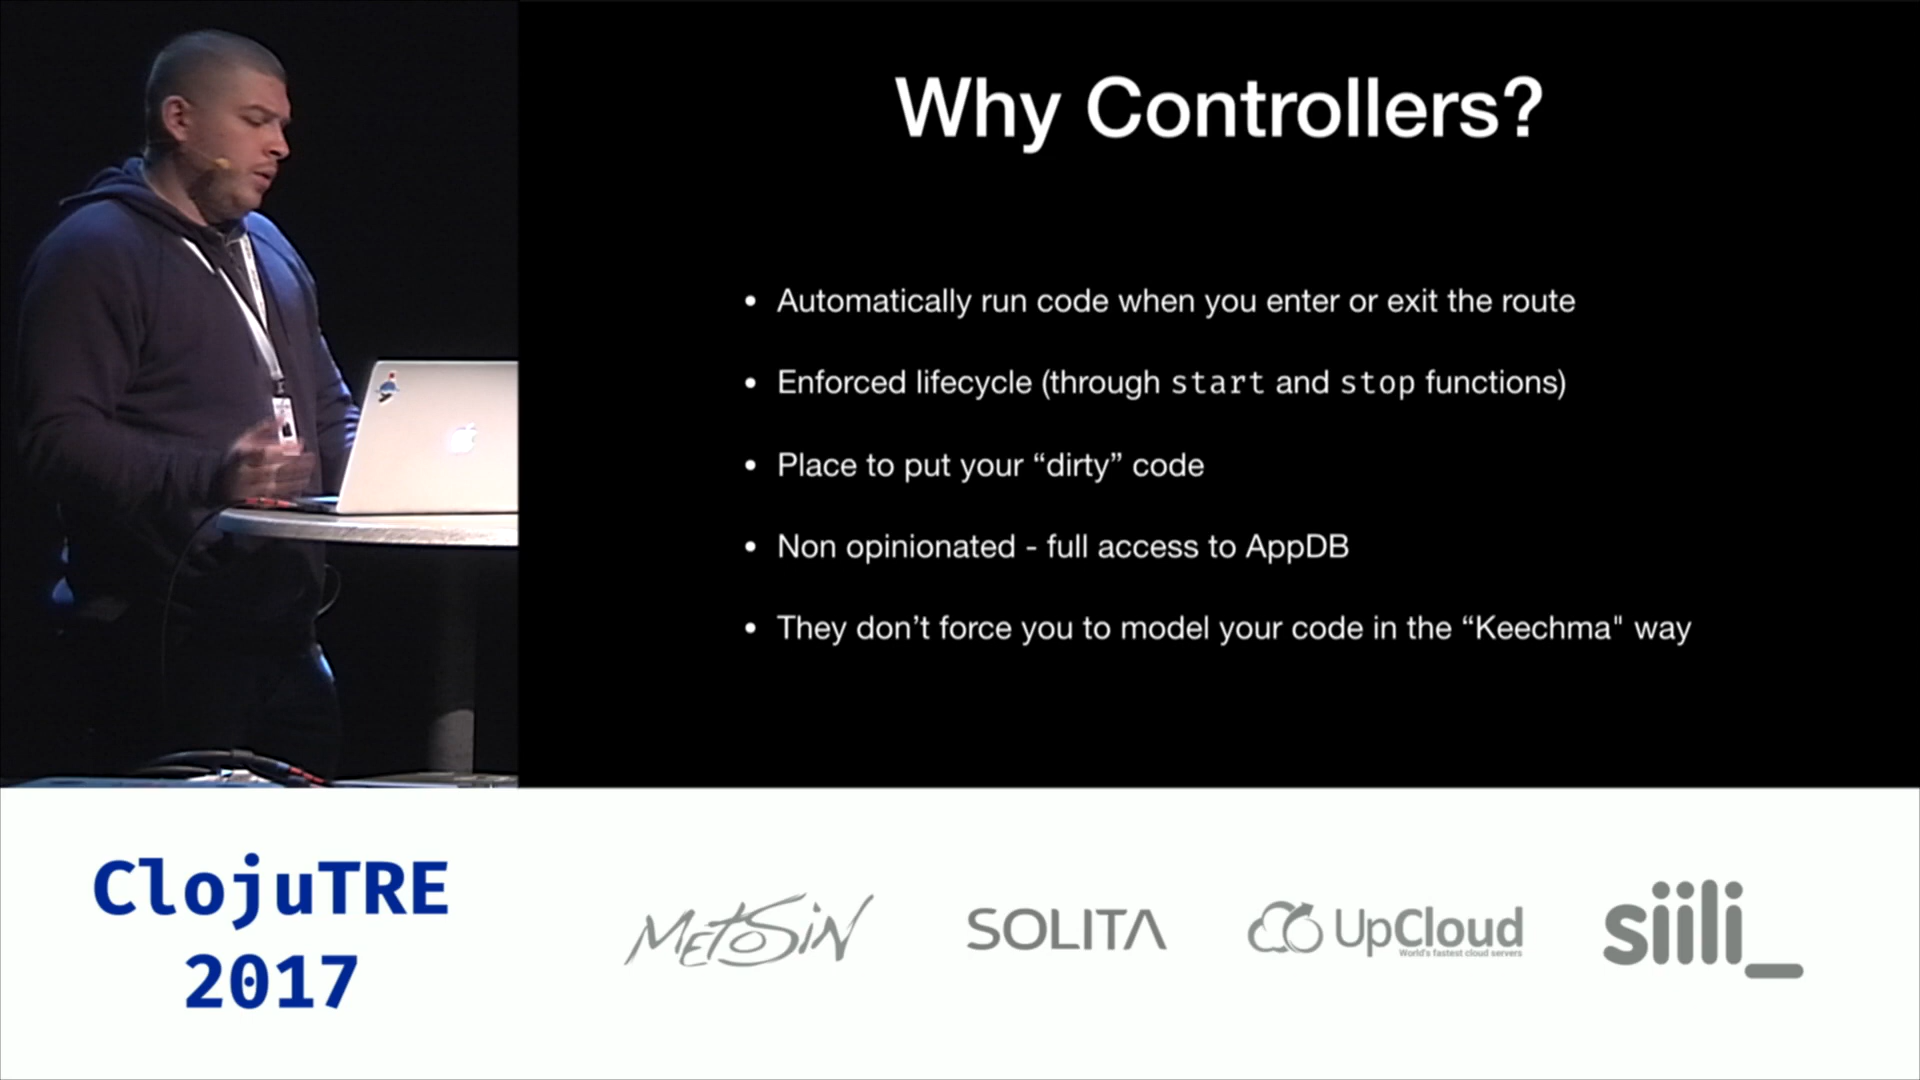 Why Controllers?
• Automatically run code when you enter or exit the route
• Enforced lifecycle (through start and stop functions)
• Place to put your “dirty” code
• Non opinionated - full access to AppDB
• They don’t force you to model your code in the “Keechma" way
ClojuTRE
2017
METOSIN
SOLITA
UpCloud
World's fastest cloud servers
siili_